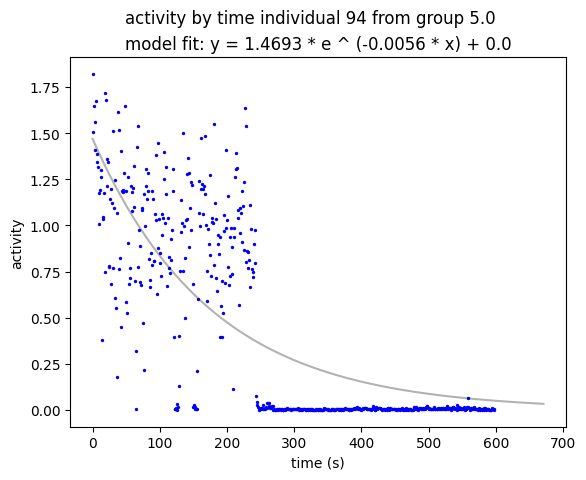 activity by time individual 94 from group 5.0
model fit: y = 1.4693 * e ^ (-0.0056 * x) + 0.0
1.75
1.50
1.25
1.00
0.75
0.50
0.25
0.00
activity
0 100 200 300 400 500 600 700
time (s)